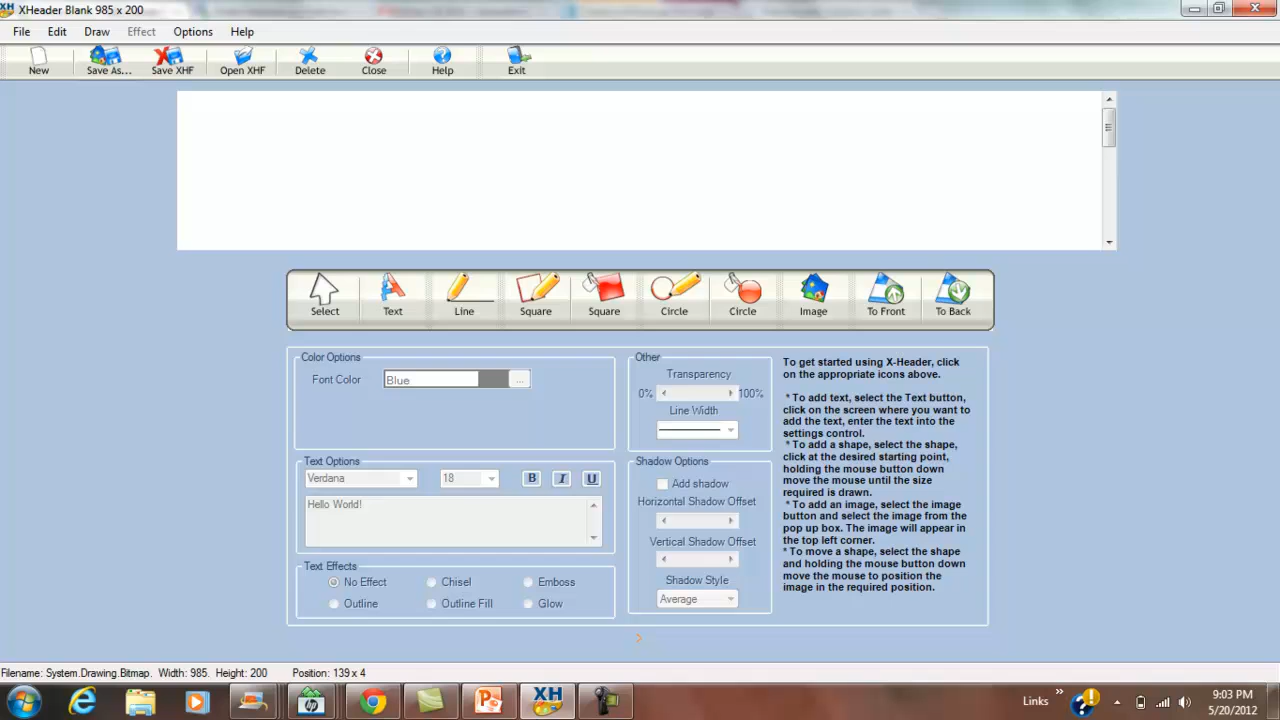 XHeader Blank 985 x 200
File Edit Draw Effect Options Help
New Save As... Save XHF Open XHF Delete Close Help Exit
Select Text Line Square Square Circle Circle Image To Front To Back
Color Options
Font Color Blue ...
Text Options
Verdana 18 B I U
Hello World!
Text Effects
No Effect Chisel Emboss
Outline Outline Fill Glow
Other
Transparency
0% 100%
Line Width
Shadow Options
Add shadow
Horizontal Shadow Offset
Vertical Shadow Offset
Shadow Style
Average
To get started using X-Header, click
on the appropriate icons above.
* To add text, select the Text button,
click on the screen where you want to
add the text, enter the text into the
settings control.
* To add a shape, select the shape,
click at the desired starting point,
holding the mouse button down
move the mouse until the size
required is drawn.
* To add an image, select the image
button and select the image from the
pop up box. The image will appear in
the top left corner.
* To move a shape, select the shape
and holding the mouse button down
move the mouse to position the
image in the required position.
Filename: System.Drawing.Bitmap. Width: 985. Height: 200 Position: 139 x 4
XH
Links
9:03 PM
5/20/2012